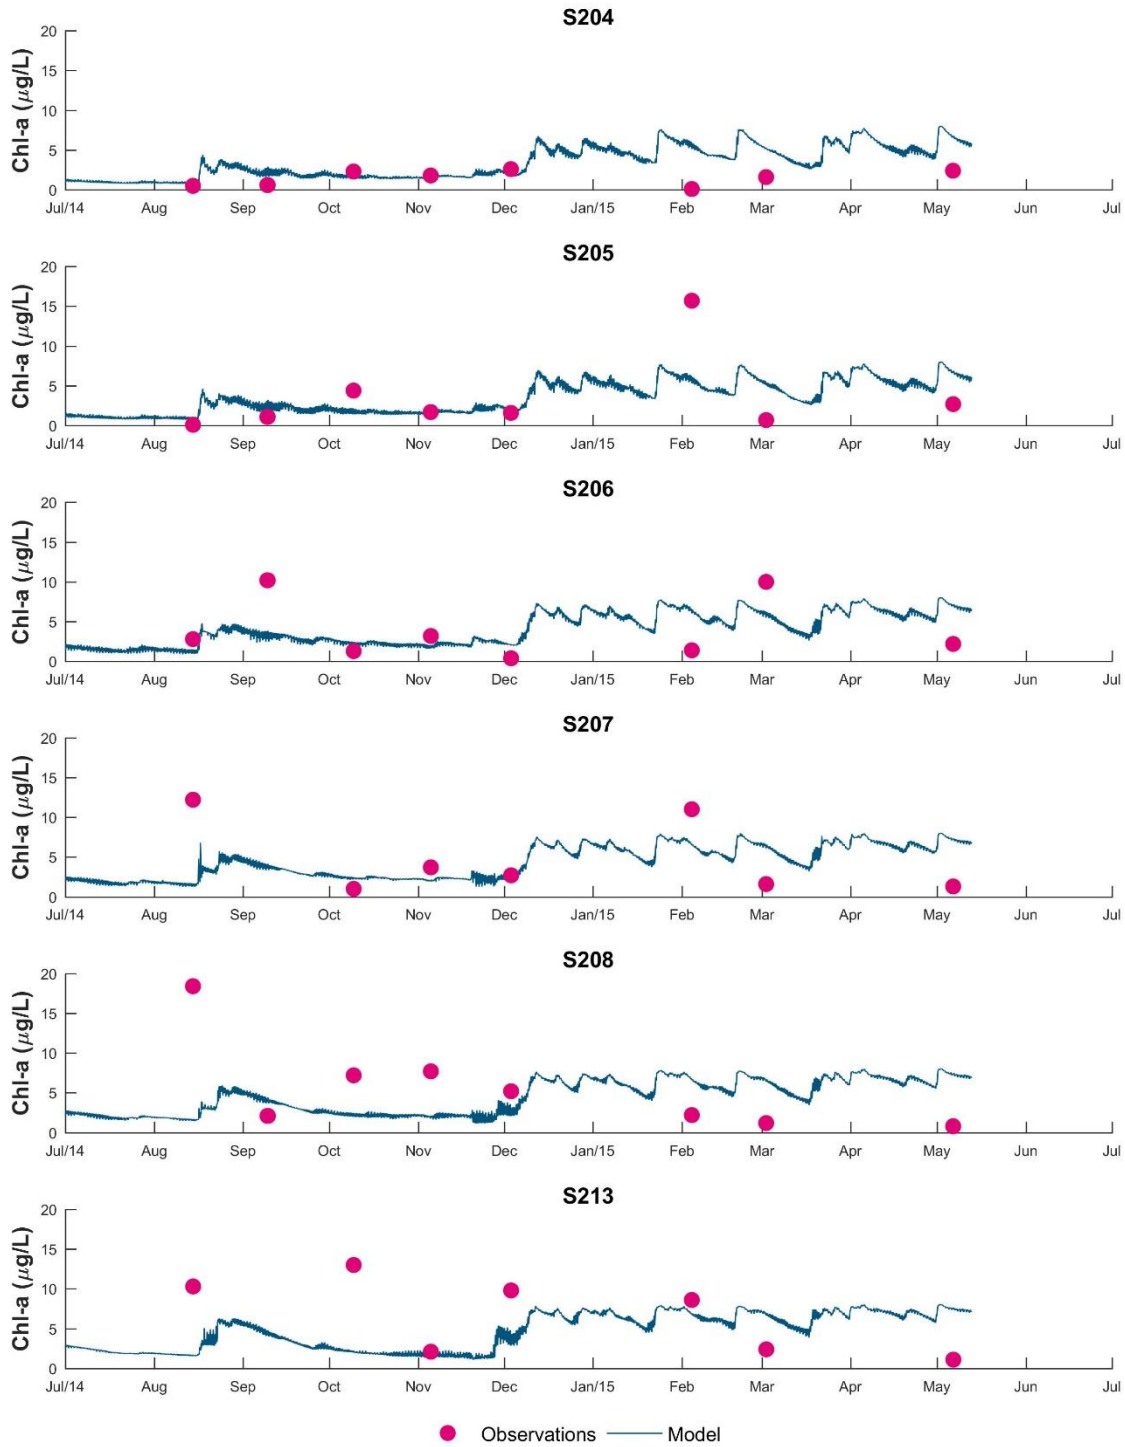 S204
Chl-a (μg/L)
20
15
10
5
0
Jul/14 Aug Sep Oct Nov Dec Jan/15 Feb Mar Apr May Jun Jul
S205
Chl-a (μg/L)
20
15
10
5
0
Jul/14 Aug Sep Oct Nov Dec Jan/15 Feb Mar Apr May Jun Jul
S206
Chl-a (μg/L)
20
15
10
5
0
Jul/14 Aug Sep Oct Nov Dec Jan/15 Feb Mar Apr May Jun Jul
S207
Chl-a (μg/L)
20
15
10
5
0
Jul/14 Aug Sep Oct Nov Dec Jan/15 Feb Mar Apr May Jun Jul
S208
Chl-a (μg/L)
20
15
10
5
0
Jul/14 Aug Sep Oct Nov Dec Jan/15 Feb Mar Apr May Jun Jul
S213
Chl-a (μg/L)
20
15
10
5
0
Jul/14 Aug Sep Oct Nov Dec Jan/15 Feb Mar Apr May Jun Jul
Observations Model